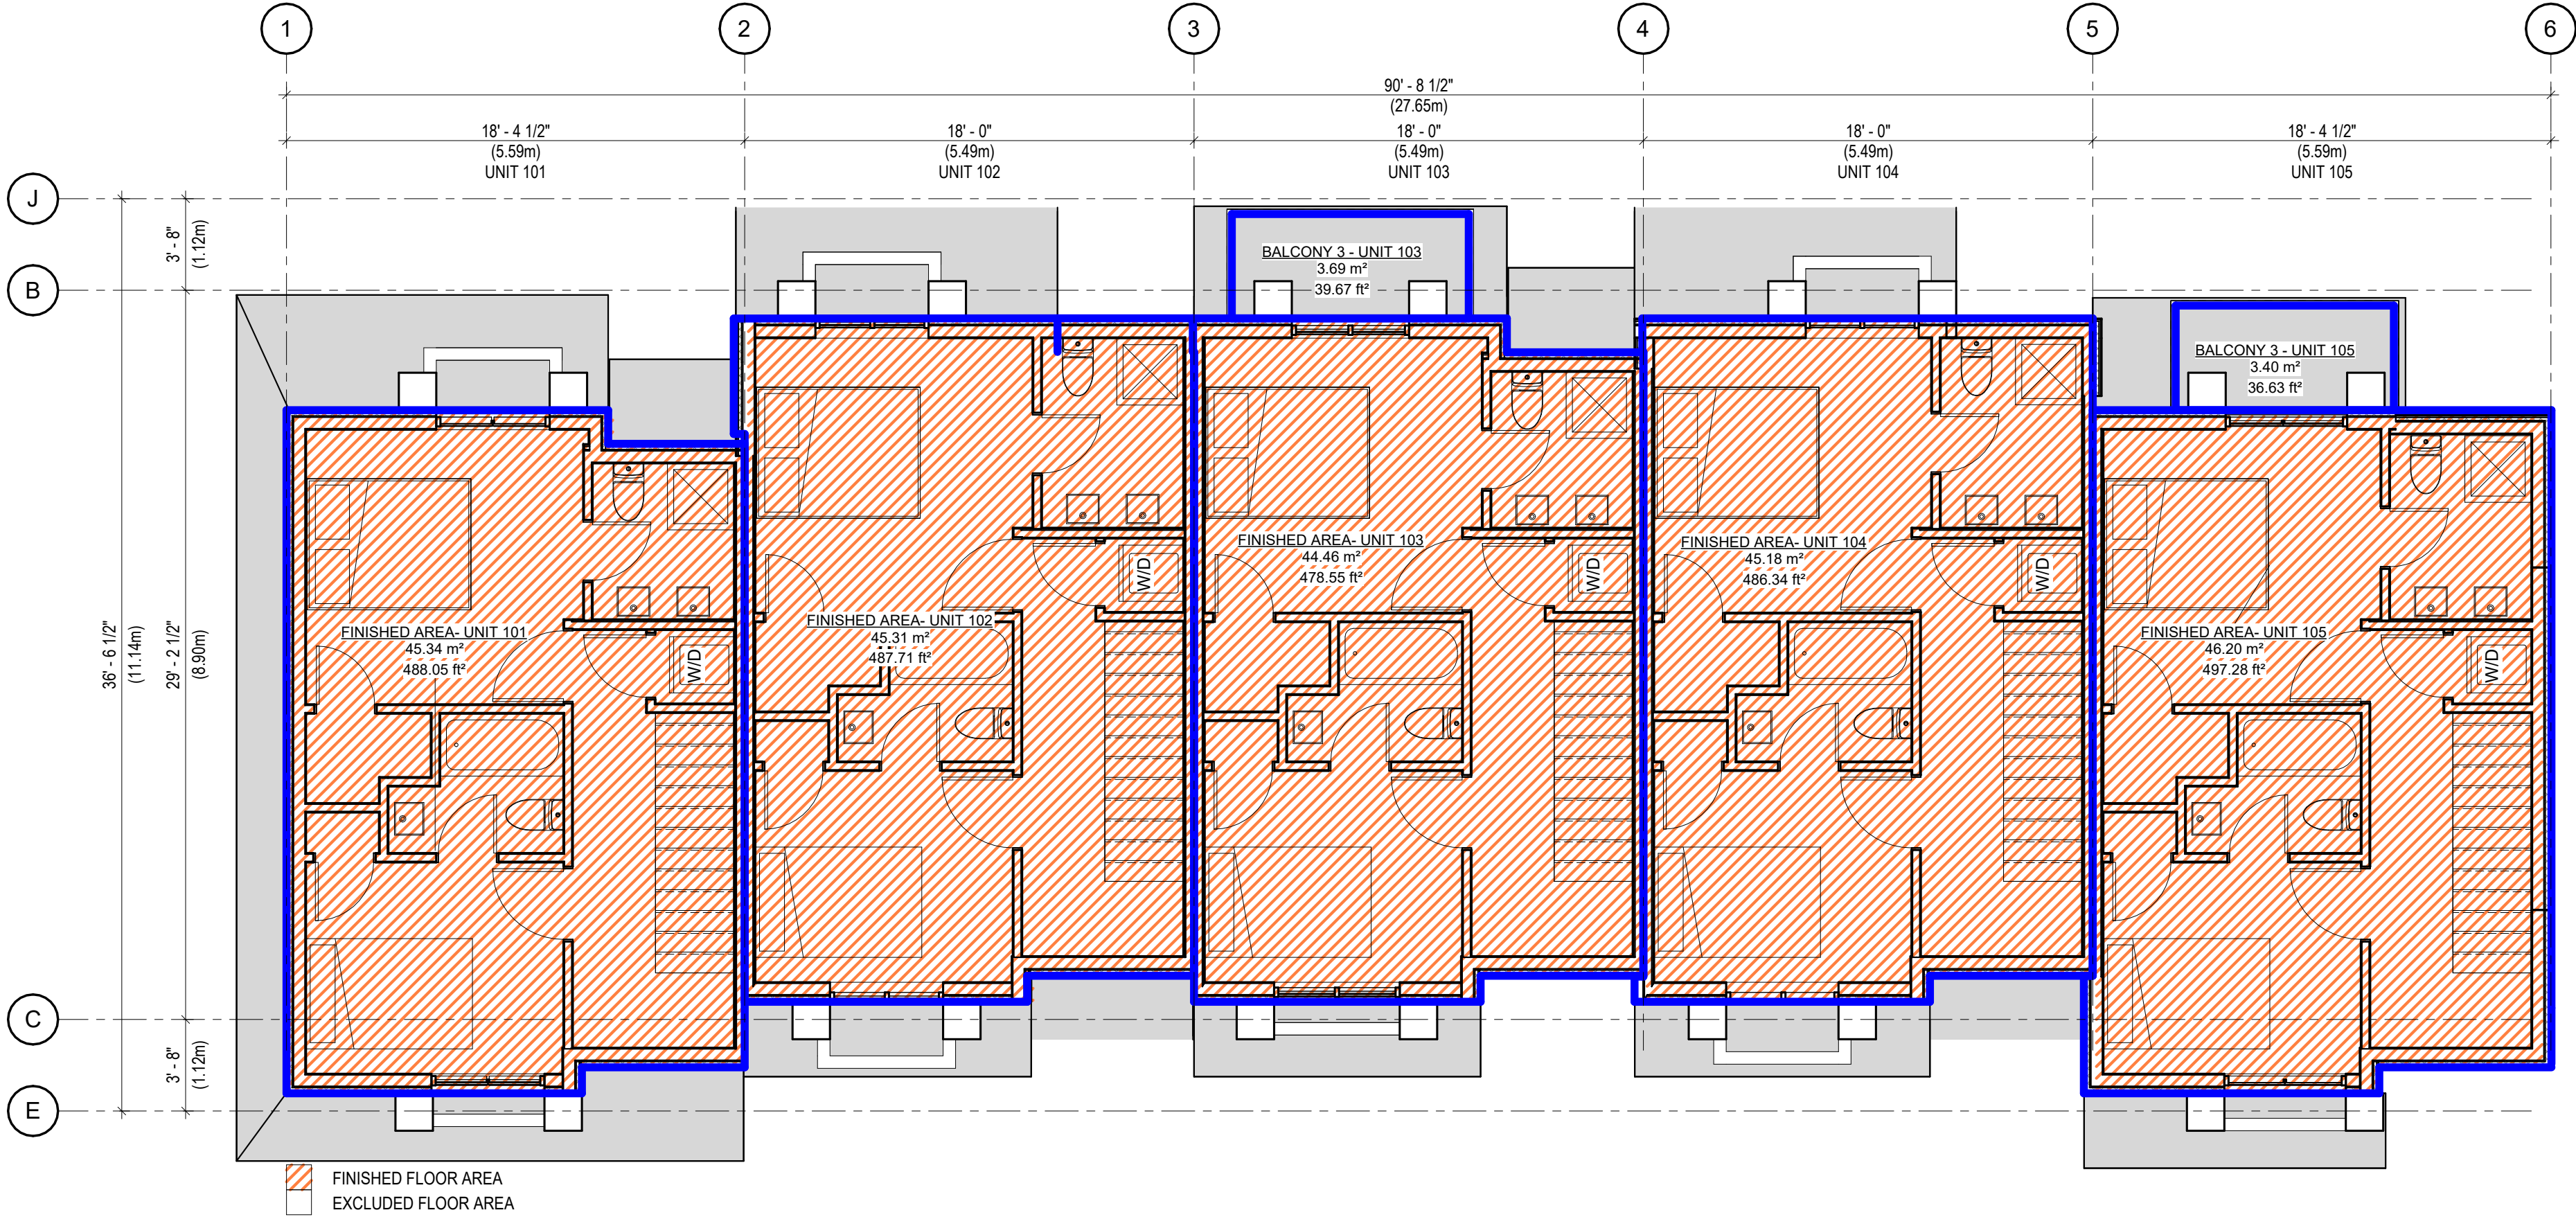 1
2
3
4
5
6
90' - 8 1/2"
(27.65m)
18' - 4 1/2"
(5.59m)
UNIT 101
18' - 0"
(5.49m)
UNIT 102
18' - 0"
(5.49m)
UNIT 103
18' - 0"
(5.49m)
UNIT 104
18' - 4 1/2"
(5.59m)
UNIT 105
J
B
C
E
3' - 8"
(1.12m)
36' - 6 1/2"
(11.14m)
29' - 2 1/2"
(8.90m)
3' - 8"
(1.12m)
BALCONY 3 - UNIT 103
3.69 m²
39.67 ft²
BALCONY 3 - UNIT 105
3.40 m²
36.63 ft²
FINISHED AREA- UNIT 101
45.34 m²
488.05 ft²
W/D
FINISHED AREA- UNIT 102
45.31 m²
487.71 ft²
W/D
FINISHED AREA- UNIT 103
44.46 m²
478.55 ft²
W/D
FINISHED AREA- UNIT 104
45.18 m²
486.34 ft²
W/D
FINISHED AREA- UNIT 105
46.20 m²
497.28 ft²
W/D
FINISHED FLOOR AREA
EXCLUDED FLOOR AREA